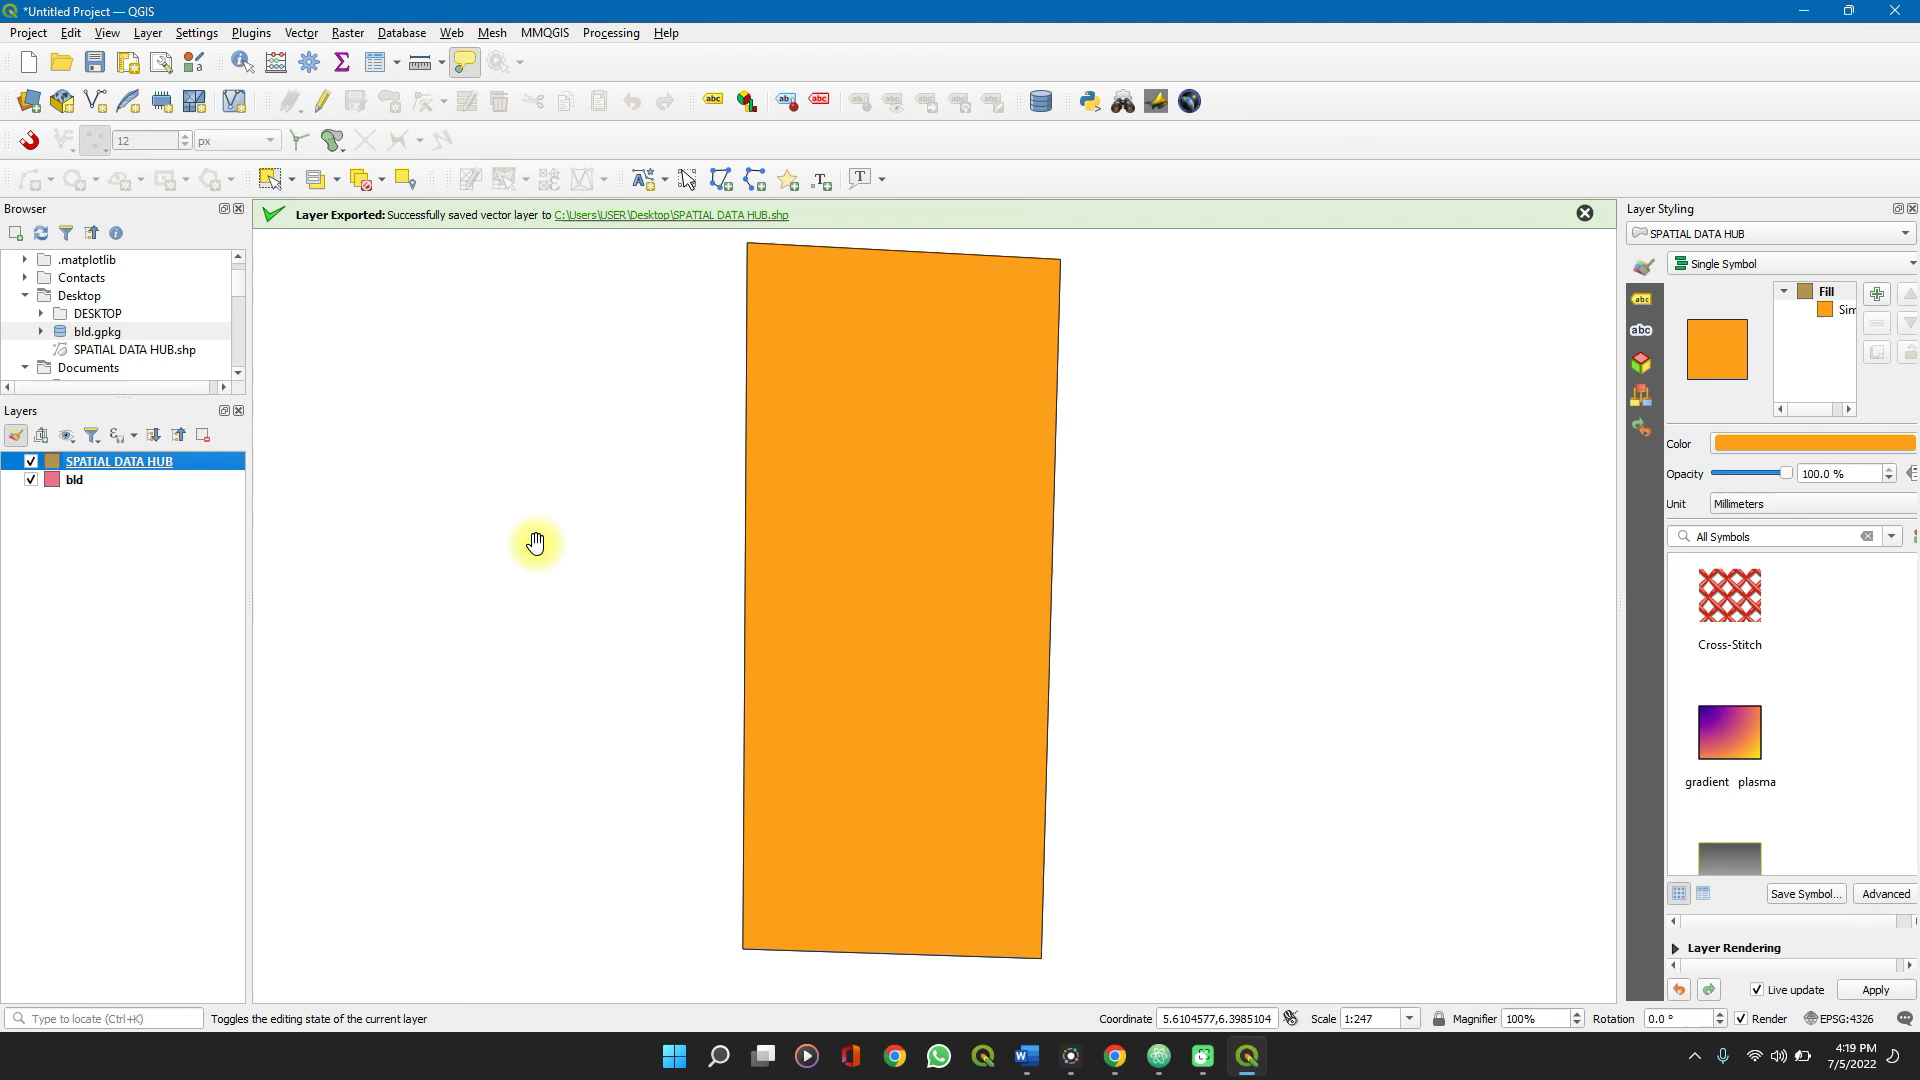 *Untitled Project — QGIS
Project Edit View Layer Settings Plugins Vector Raster Database Web Mesh MMQGIS Processing Help
12 px
Browser
.matplotlib
Contacts
Desktop
DESKTOP
bld.gpkg
SPATIAL DATA HUB.shp
Documents
Layers
SPATIAL DATA HUB
bld
Layer Exported: Successfully saved vector layer to C:\Users\USER\Desktop\SPATIAL DATA HUB.shp
Layer Styling
SPATIAL DATA HUB
Single Symbol
Fill
Sim
Color
Opacity 100.0 %
Unit Millimeters
All Symbols
Cross-Stitch
gradient plasma
Save Symbol... Advanced
Layer Rendering
Live update Apply
Type to locate (Ctrl+K) Toggles the editing state of the current layer Coordinate 5.6104577,6.3985104 Scale 1:247 Magnifier 100% Rotation 0.0 ° Render EPSG:4326
4:19 PM
7/5/2022